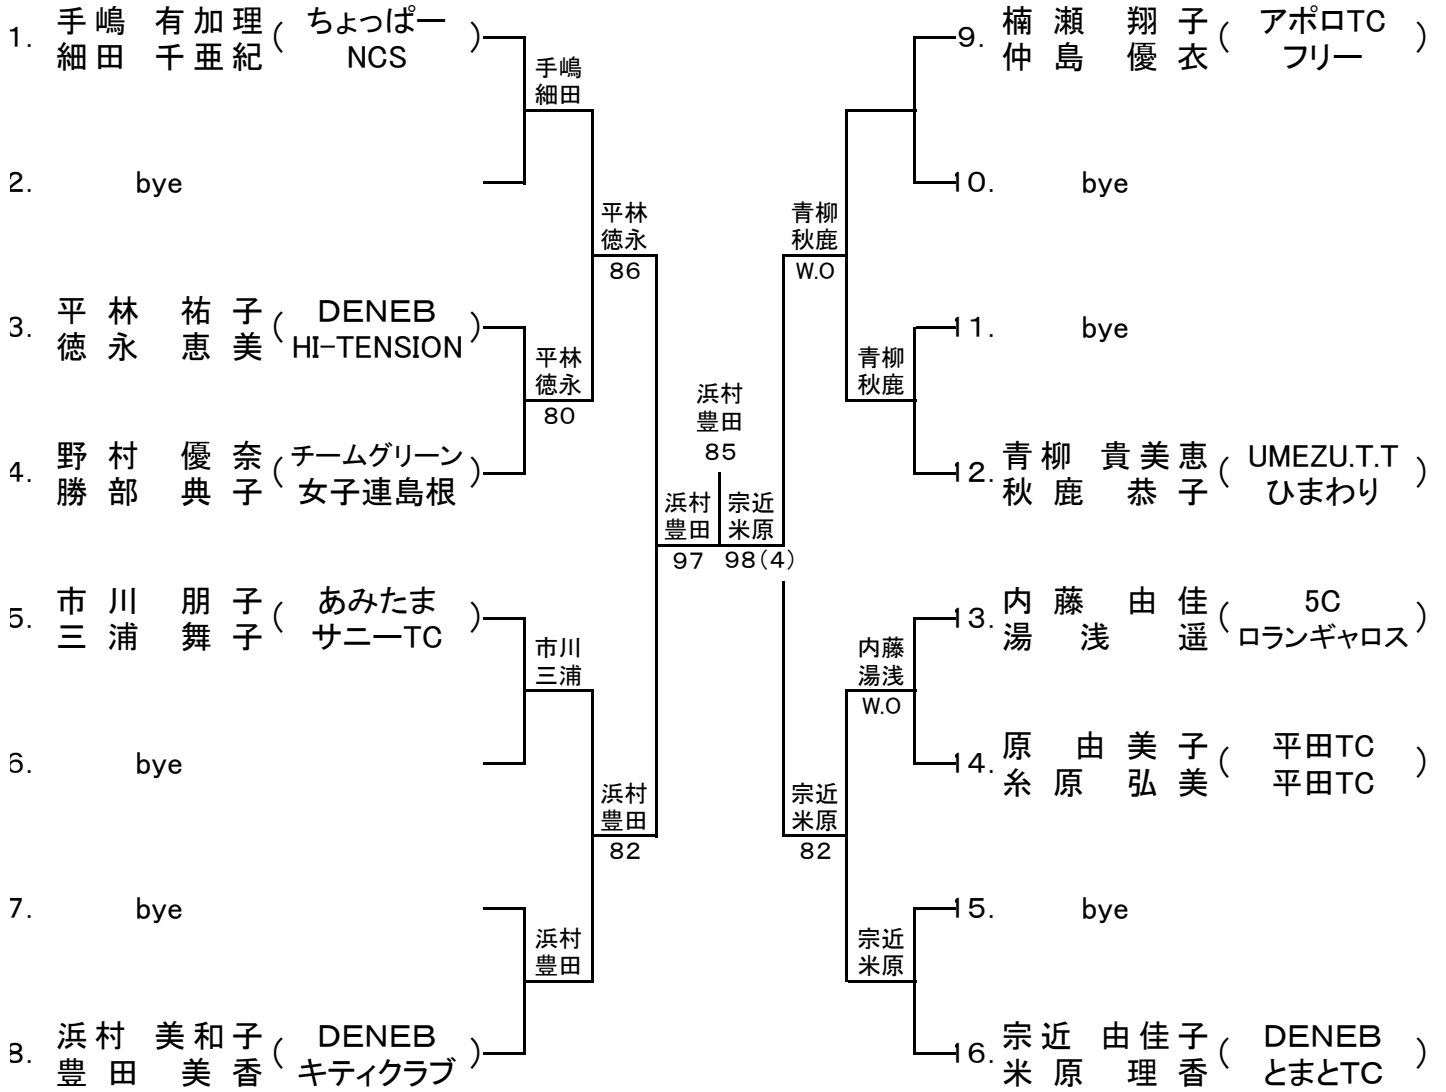 1. 手嶋 有加理 ( ちょっぱー )
細田 千亜紀 NCS
手嶋
細田
2. bye
平林
徳永
86
3. 平林 祐子 ( DENEB )
徳永 恵美 HI-TENSION
平林
徳永
80
4. 野村 優奈 ( チームグリーン )
勝部 典子 女子連島根
5. 市川 朋子 ( あみたま )
三浦 舞子 サニーTC
市川
三浦
6. bye
浜村
豊田
82
7. bye
浜村
豊田
8. 浜村 美和子 ( DENEB )
豊田 美香 キティクラブ
浜村
豊田
85
浜村
豊田
97
宗近
米原
98(4)
9.楠瀬 翔子 ( アポロTC )
仲島 優衣 フリー
10. bye
青柳
秋鹿
W.O
11. bye
青柳
秋鹿
12. 青柳 貴美恵 ( UMEZU.T.T )
秋鹿 恭子 ひまわり
13. 内藤 由佳 ( 5C )
湯浅 遥 ロランギャロス
内藤
湯浅
W.O
14. 原 由美子 ( 平田TC )
糸原 弘美 平田TC
宗近
米原
82
15. bye
宗近
米原
16. 宗近 由佳子 ( DENEB )
米原 理香 とまとTC